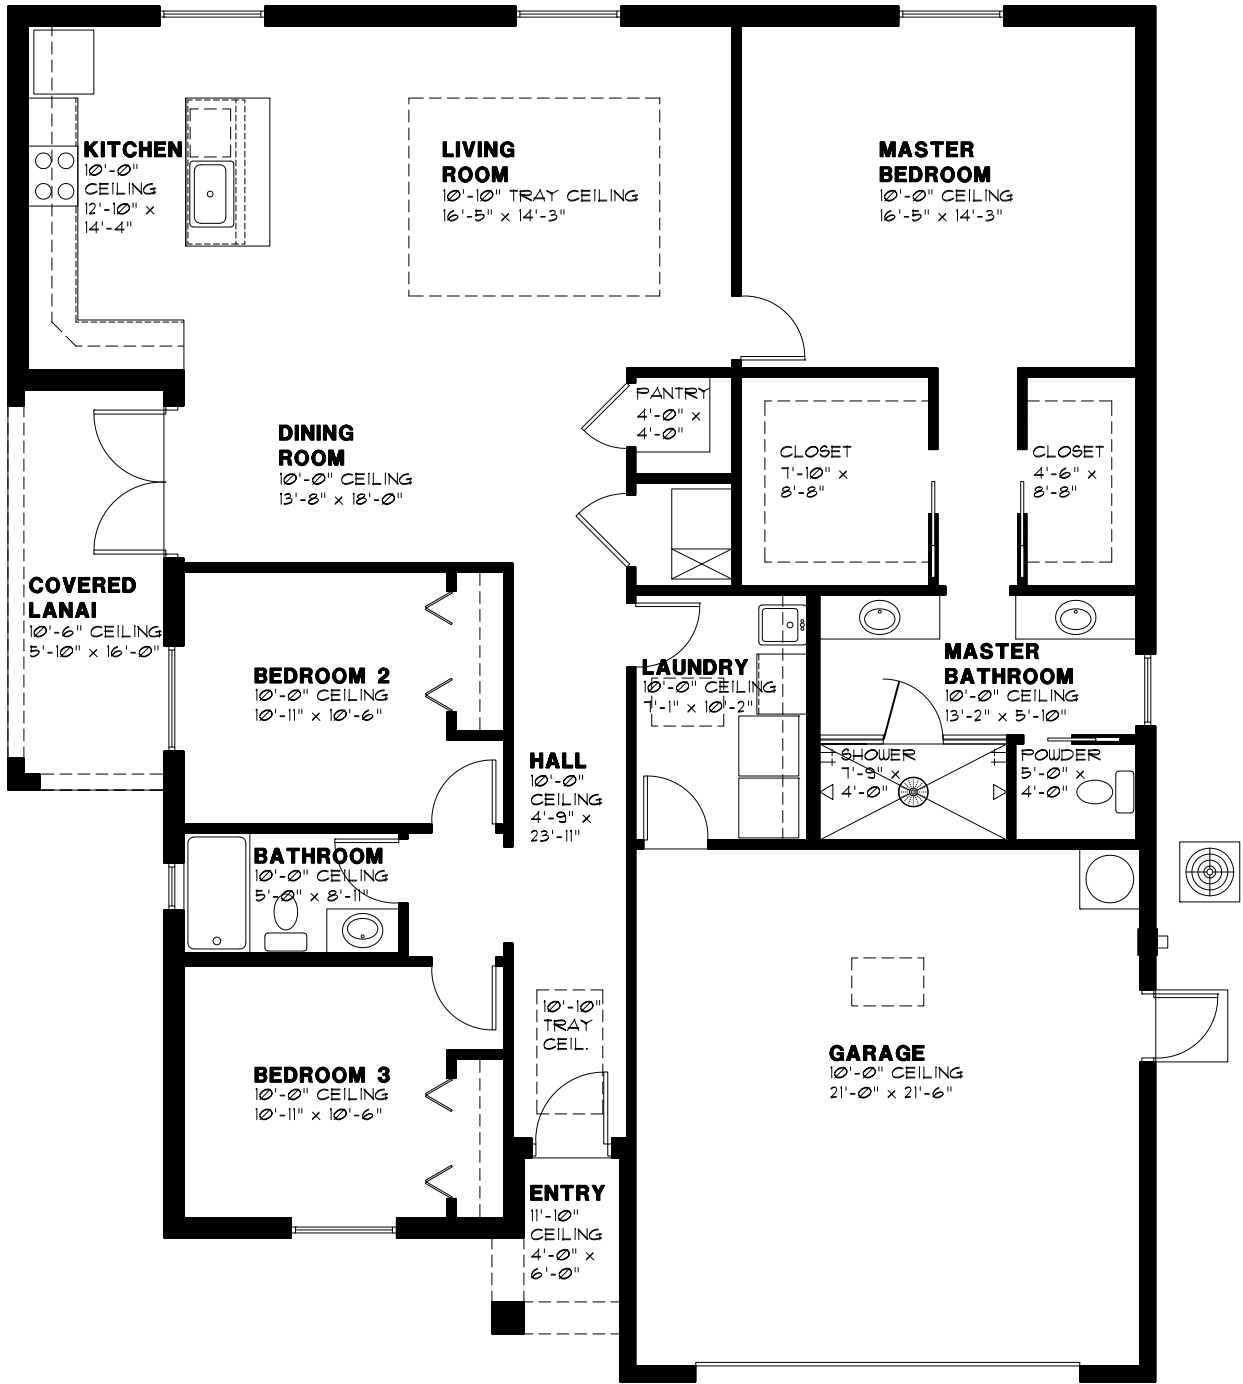 KITCHEN
10'-0"
CEILING
12'-10" x
14'-4"
LIVING
ROOM
10'-10" TRAY CEILING
16'-5" x 14'-3"
MASTER
BEDROOM
10'-0" CEILING
16'-5" x 14'-3"
PANTRY
4'-0" x
4'-0"
DINING
ROOM
10'-0" CEILING
13'-8" x 18'-0"
CLOSET
7'-10" x
8'-8"
CLOSET
4'-6" x
8'-8"
COVERED
LANAI
10'-6" CEILING
5'-10" x 16'-0"
BEDROOM 2
10'-0" CEILING
10'-11" x 10'-6"
LAUNDRY
10'-0" CEILING
7'-1" x 10'-2"
MASTER
BATHROOM
10'-0" CEILING
13'-2" x 5'-10"
HALL
10'-0"
CEILING
4'-9" x
23'-11"
SHOWER
7'-9" x
4'-0"
POWDER
5'-0" x
4'-0"
BATHROOM
10'-0" CEILING
5'-0" x 8'-11"
10'-10"
TRAY
CEIL.
BEDROOM 3
10'-0" CEILING
10'-11" x 10'-6"
GARAGE
10'-0" CEILING
21'-0" x 21'-6"
ENTRY
11'-10"
CEILING
4'-0" x
6'-0"